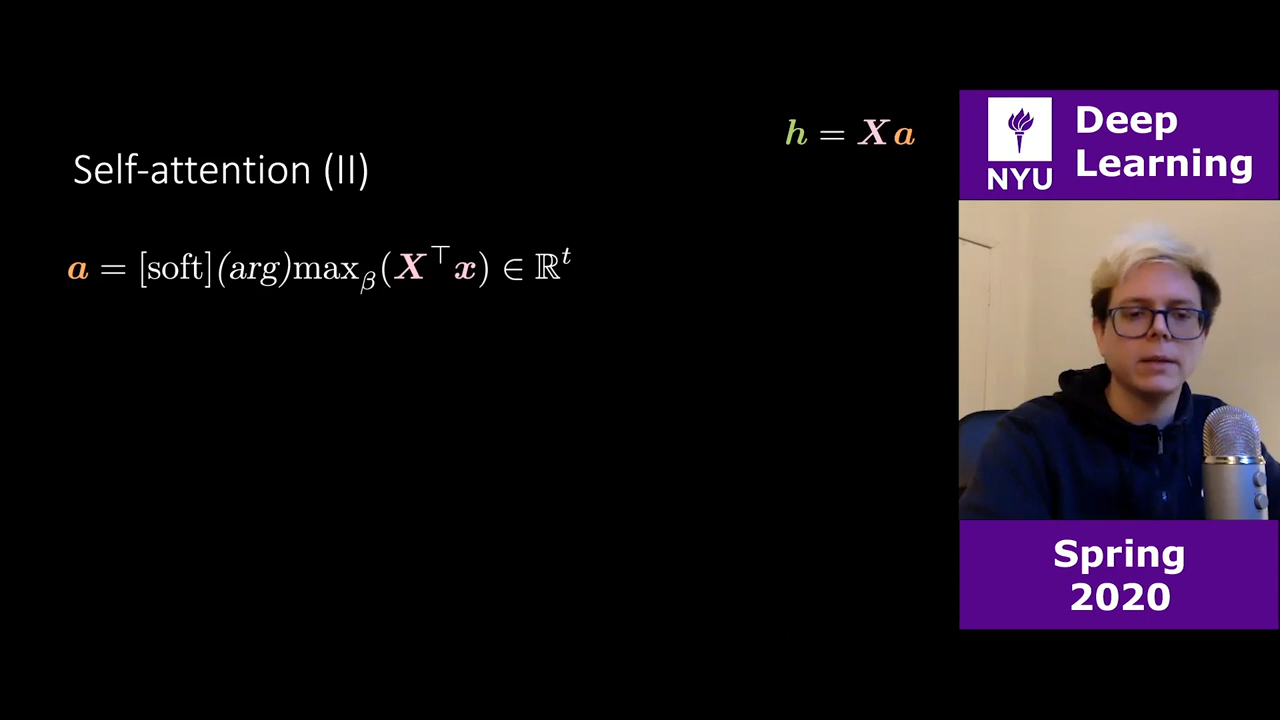 h = Xa
Self-attention (II)
a = [soft](arg)max_β(X^⊤x) ∈ ℝ^t
NYU
Deep
Learning
Spring
2020